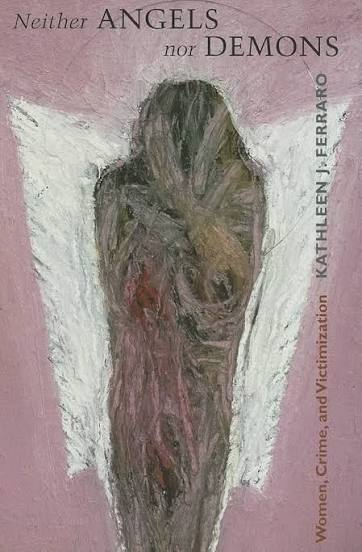 Neither ANGELS
nor DEMONS
Women, Crime, and Victimization KATHLEEN J. FERRARO